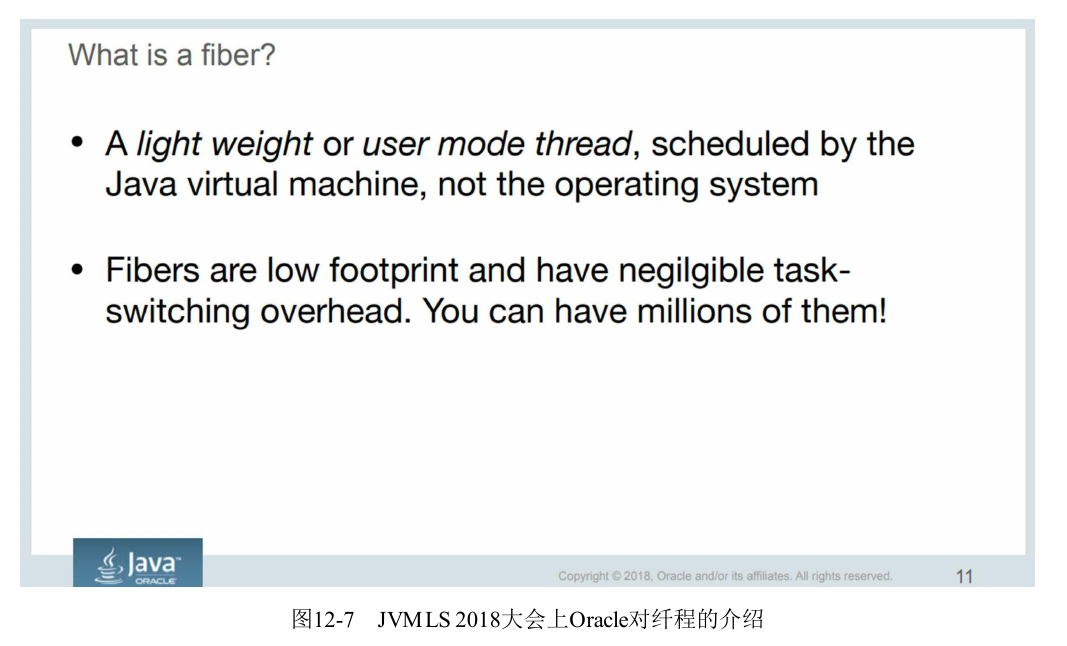 What is a fiber?
• A light weight or user mode thread, scheduled by the
Java virtual machine, not the operating system
• Fibers are low footprint and have negilgible task-
switching overhead. You can have millions of them!
Java™
ORACLE
Copyright © 2018, Oracle and/or its affiliates. All rights reserved.
11
图12-7 JVMLS 2018大会上Oracle对纤程的介绍